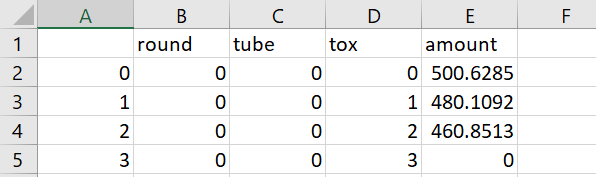 A B C D E F
1 round tube tox amount
2 0 0 0 0 500.6285
3 1 0 0 1 480.1092
4 2 0 0 2 460.8513
5 3 0 0 3 0